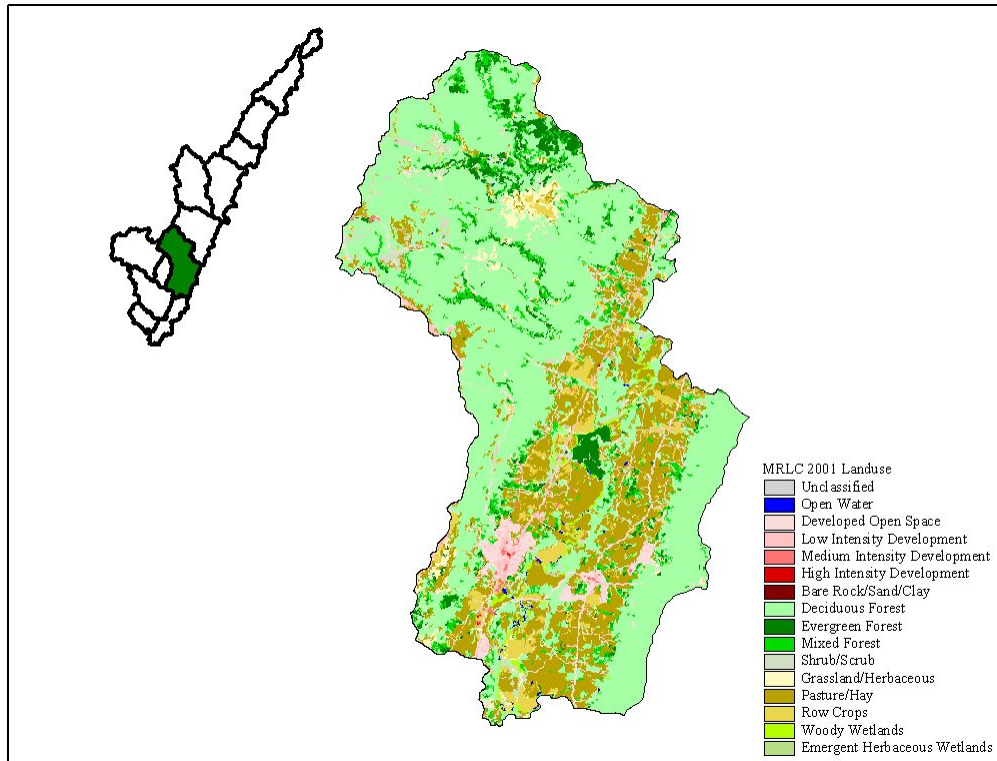 MRLC 2001 Landuse
Unclassified
Open Water
Developed Open Space
Low Intensity Development
Medium Intensity Development
High Intensity Development
Bare Rock/Sand/Clay
Deciduous Forest
Evergreen Forest
Mixed Forest
Shrub/Scrub
Grassland/Herbaceous
Pasture/Hay
Row Crops
Woody Wetlands
Emergent Herbaceous Wetlands